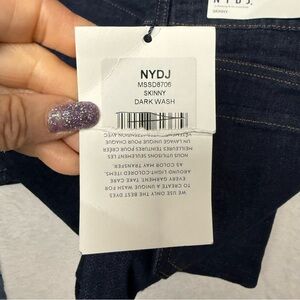 NYDJ
SKINNY
NYDJ
MSSD8706
SKINNY
DARK WASH
WE USE ONLY THE BEST DYES
TO CREATE A UNIQUE WASH FOR
EVERY GARMENT. TAKE CARE
AROUND LIGHT-COLORED ITEMS,
AS COLOR MAY TRANSFER.
NOUS UTILISONS SEULEMENT LES
MEILLEURES TEINTURES POUR CRÉER
UN LAVAGE UNIQUE POUR CHAQUE